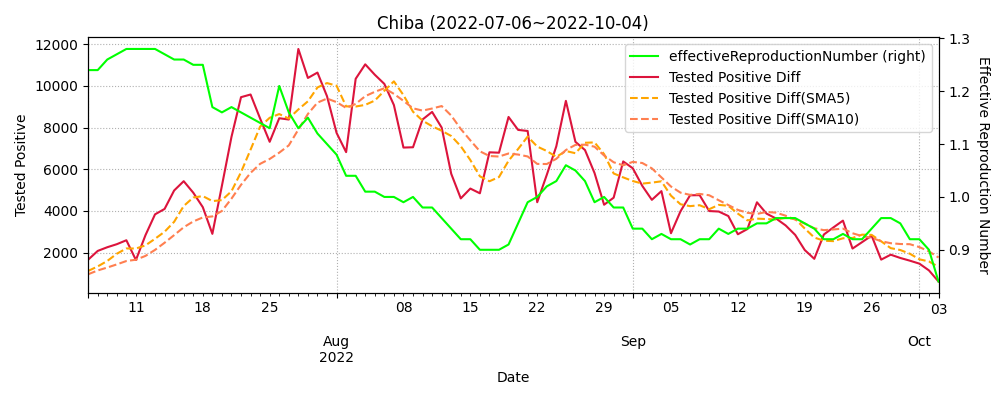 Chiba (2022-07-06~2022-10-04)
effectiveReproductionNumber (right)
Tested Positive Diff
Tested Positive Diff(SMA5)
Tested Positive Diff(SMA10)
Tested Positive
12000
10000
8000
6000
4000
2000
Effective Reproduction Number
1.3
1.2
1.1
1.0
0.9
11 18 25 08 15 22 29 05 12 19 26 03
Aug Sep Oct
2022
Date